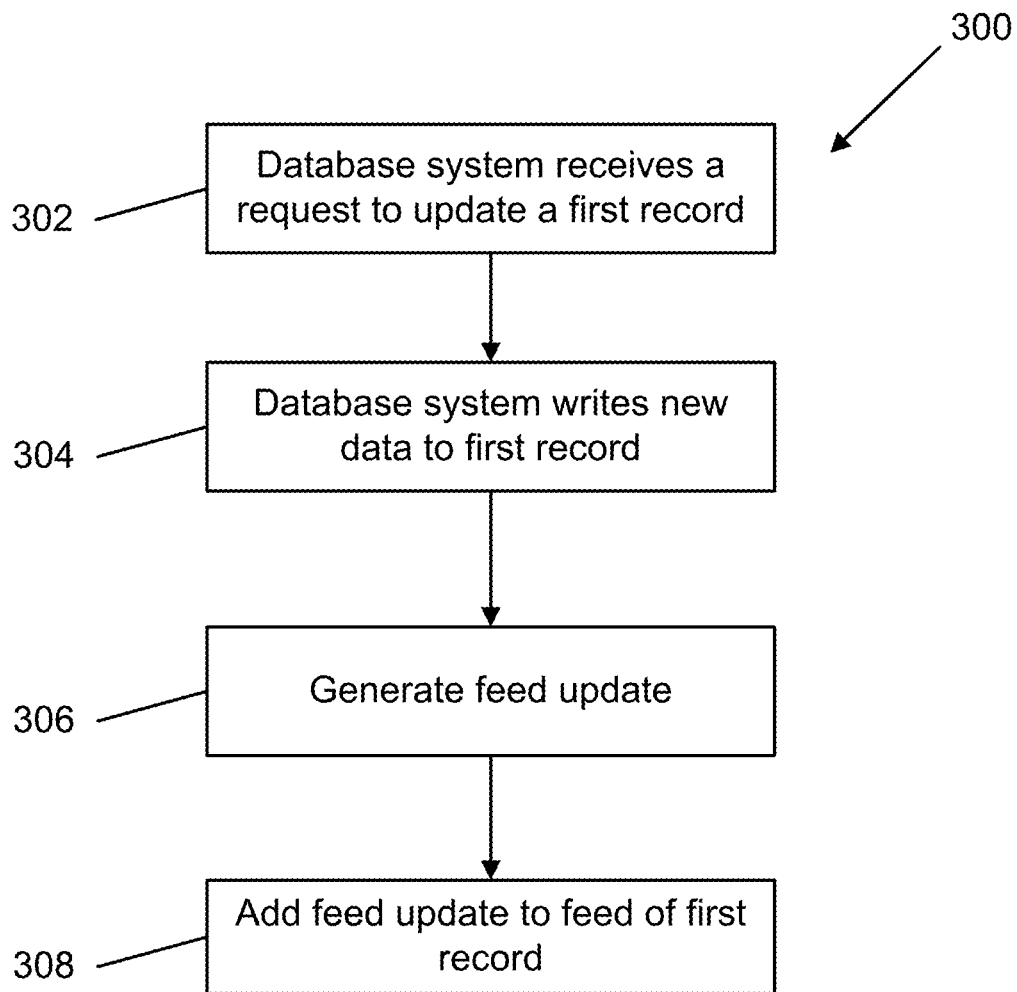 300
Database system receives a
request to update a first record
302
Database system writes new
data to first record
304
Generate feed update
306
Add feed update to feed of first
record
308